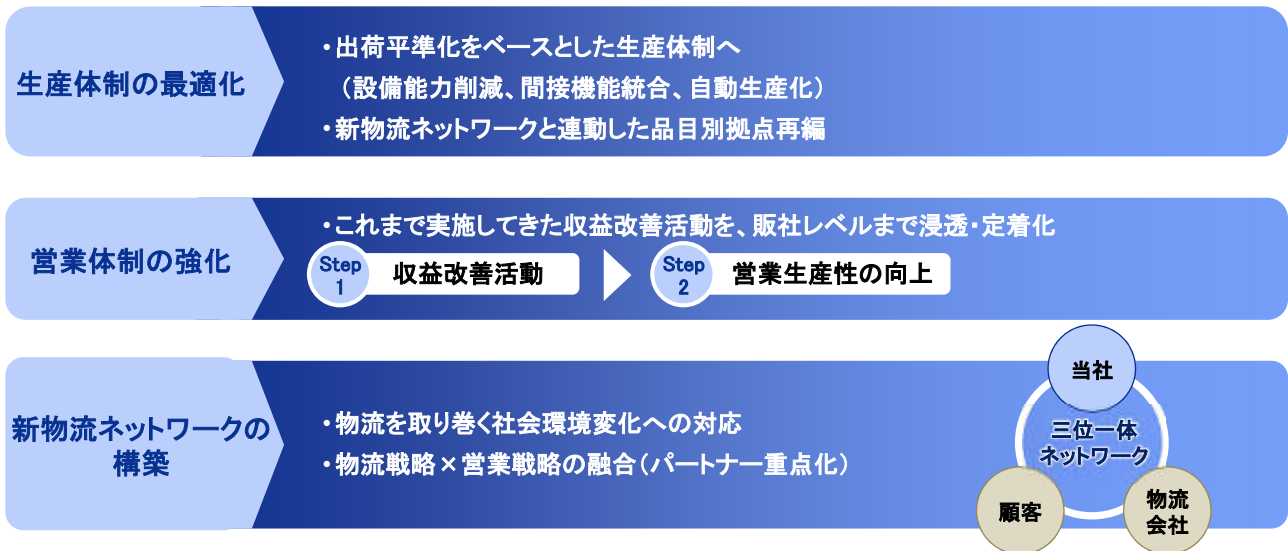 生産体制の最適化
・出荷平準化をベースとした生産体制へ
（設備能力削減、間接機能統合、自動生産化）
・新物流ネットワークと連動した品目別拠点再編
営業体制の強化
・これまで実施してきた収益改善活動を、販社レベルまで浸透・定着化
Step
1
収益改善活動
Step
2
営業生産性の向上
新物流ネットワークの
構築
・物流を取り巻く社会環境変化への対応
・物流戦略×営業戦略の融合（パートナー重点化）
当社
三位一体
ネットワーク
顧客
物流
会社